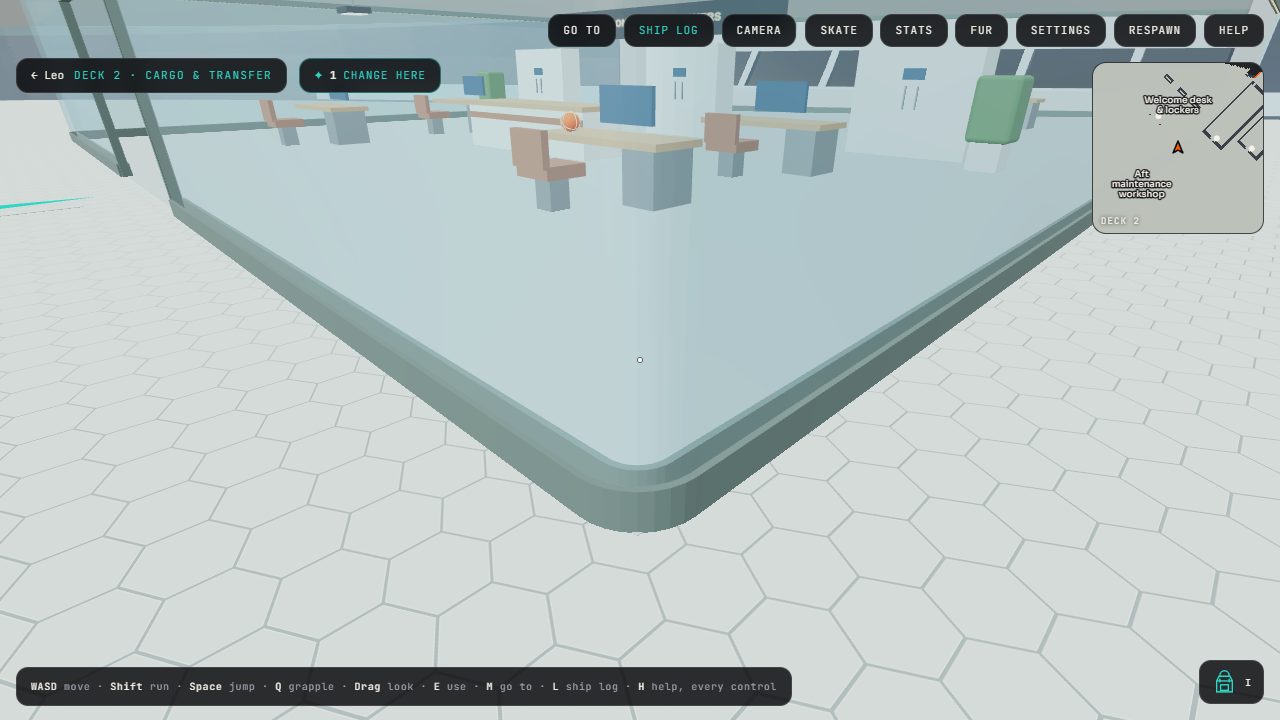 GO TO
SHIP LOG
CAMERA
SKATE
STATS
FUR
SETTINGS
RESPAWN
HELP
← Leo DECK 2 · CARGO & TRANSFER
✦ 1 CHANGE HERE
Welcome desk
& lockers
Aft
maintenance
workshop
DECK 2
WASD move · Shift run · Space jump · Q grapple · Drag look · E use · M go to · L ship log · H help, every control
I